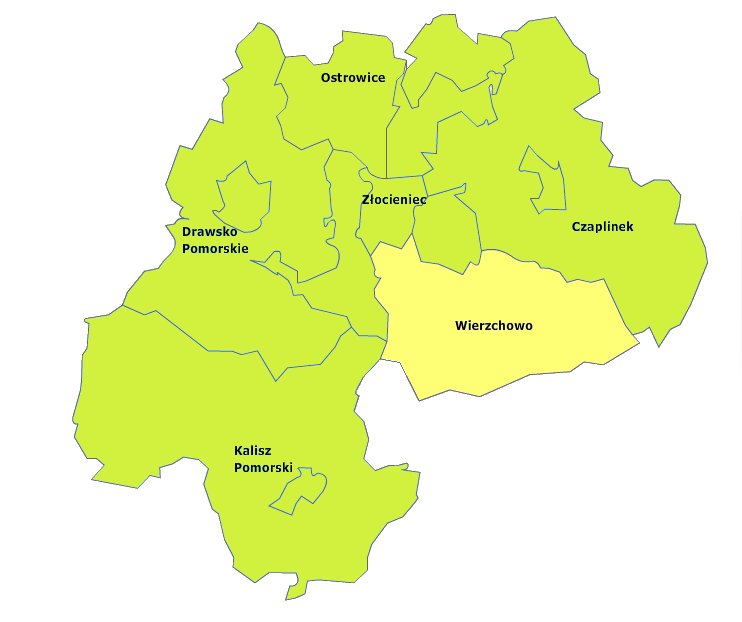 Ostrowice
Złocieniec
Czaplinek
Drawsko
Pomorskie
Wierzchowo
Kalisz
Pomorski